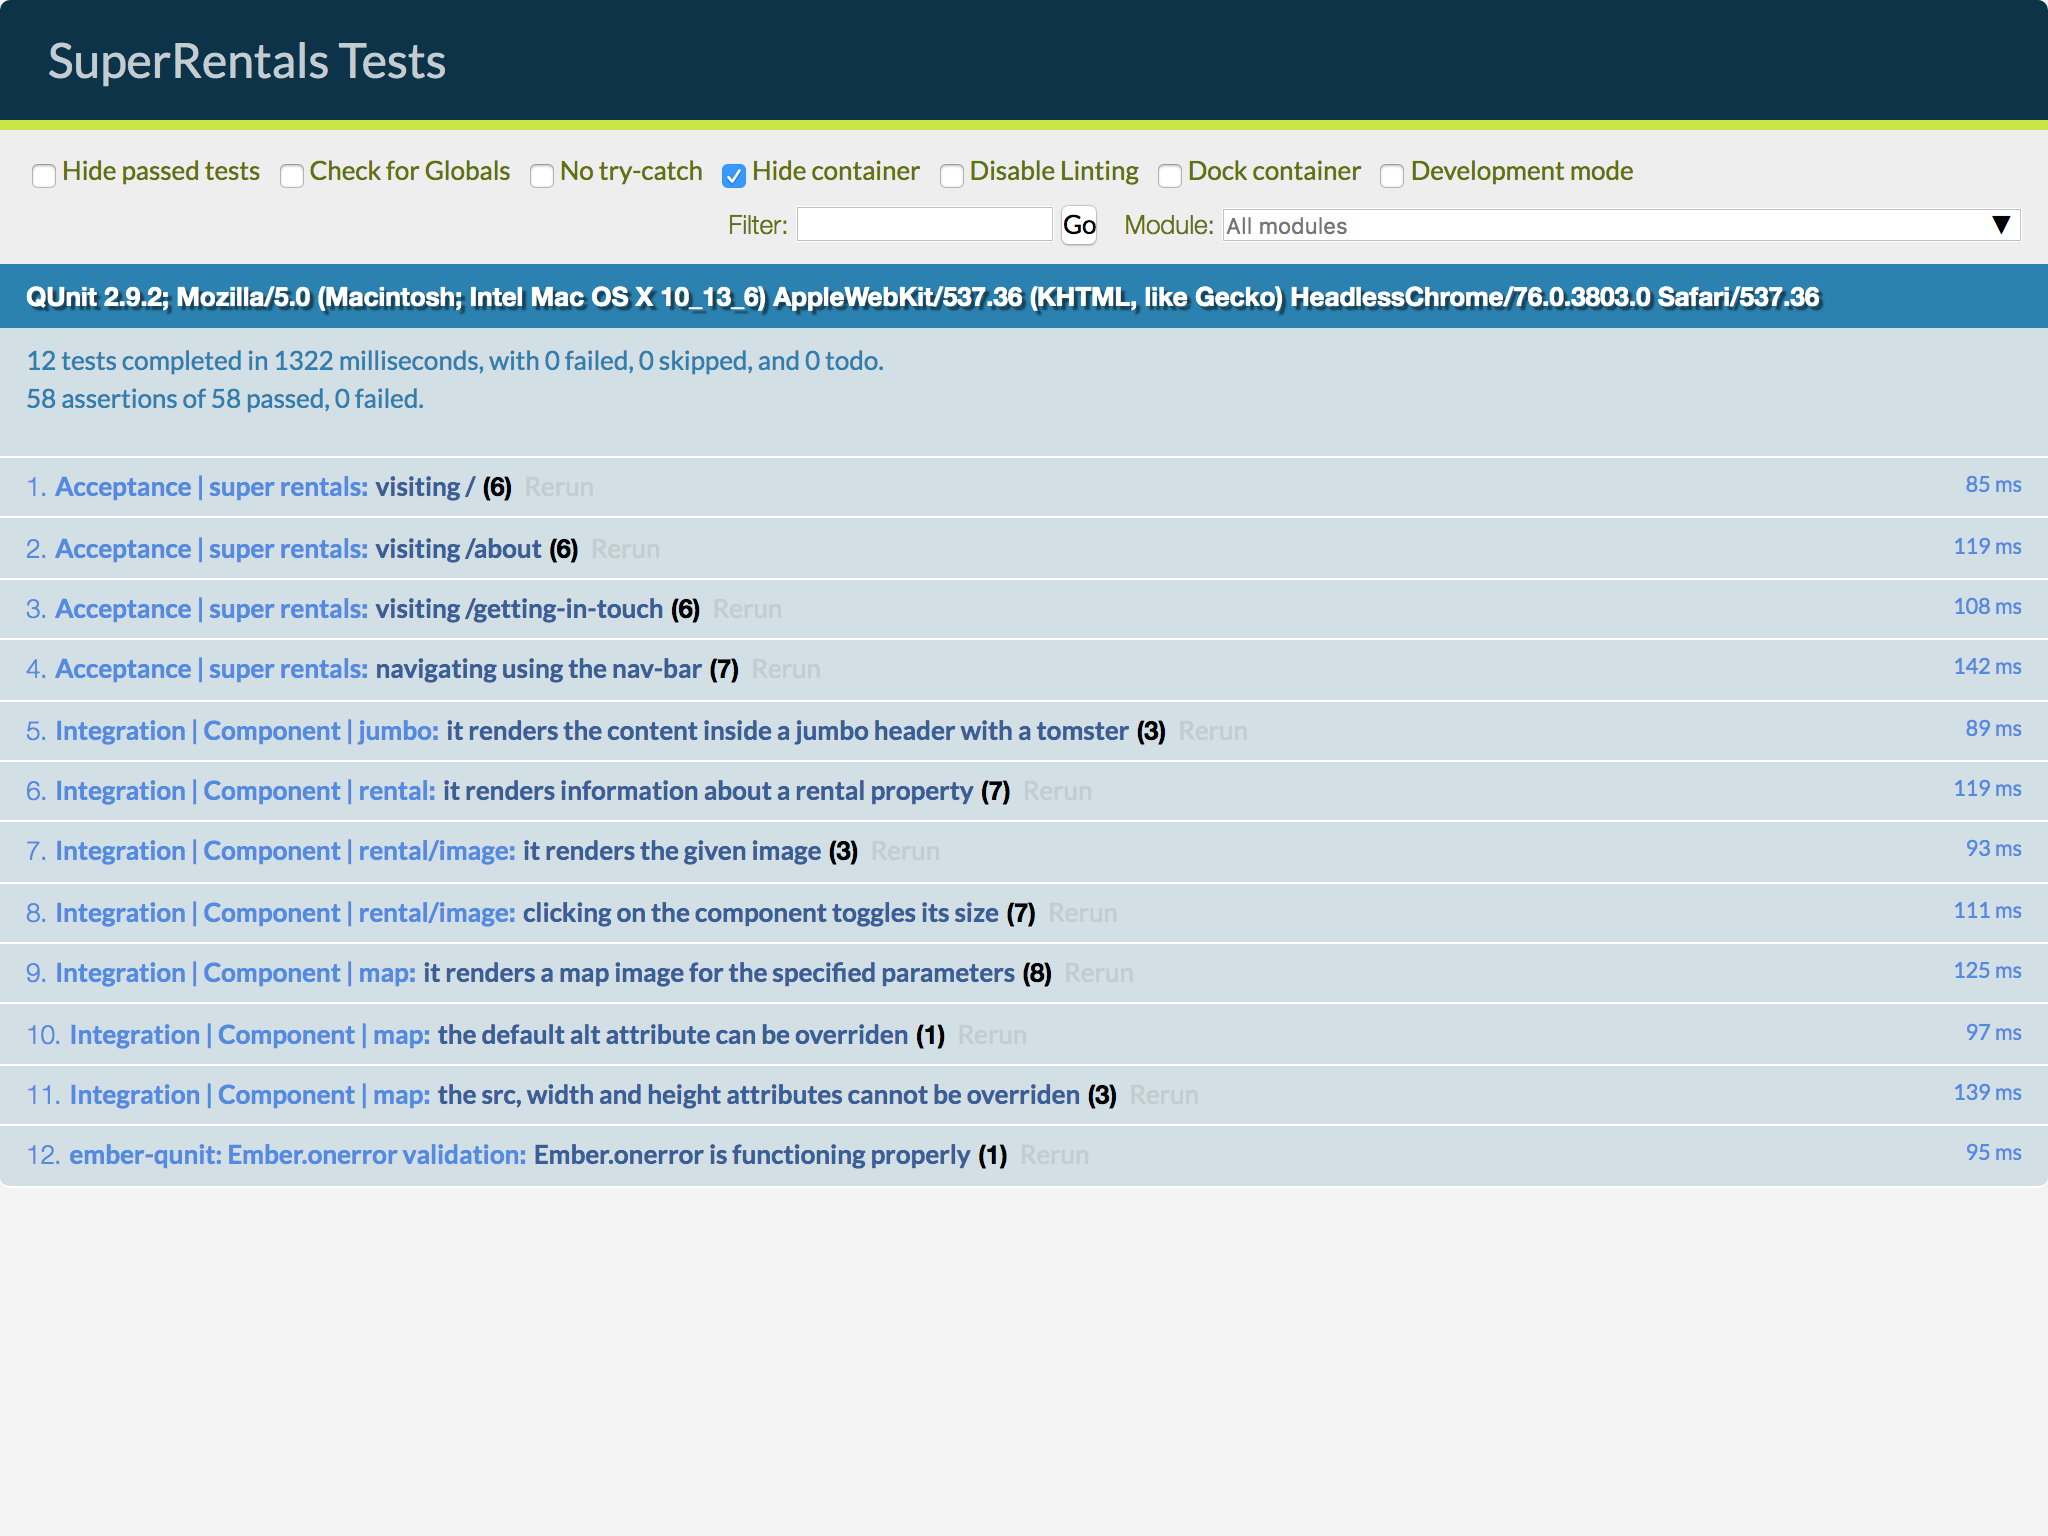 SuperRentals Tests
Hide passed tests Check for Globals No try-catch Hide container Disable Linting Dock container Development mode
Filter: Go Module: All modules ▼
QUnit 2.9.2; Mozilla/5.0 (Macintosh; Intel Mac OS X 10_13_6) AppleWebKit/537.36 (KHTML, like Gecko) HeadlessChrome/76.0.3803.0 Safari/537.36
12 tests completed in 1322 milliseconds, with 0 failed, 0 skipped, and 0 todo.
58 assertions of 58 passed, 0 failed.
1. Acceptance | super rentals: visiting / (6) Rerun 85 ms
2. Acceptance | super rentals: visiting /about (6) Rerun 119 ms
3. Acceptance | super rentals: visiting /getting-in-touch (6) Rerun 108 ms
4. Acceptance | super rentals: navigating using the nav-bar (7) Rerun 142 ms
5. Integration | Component | jumbo: it renders the content inside a jumbo header with a tomster (3) Rerun 89 ms
6. Integration | Component | rental: it renders information about a rental property (7) Rerun 119 ms
7. Integration | Component | rental/image: it renders the given image (3) Rerun 93 ms
8. Integration | Component | rental/image: clicking on the component toggles its size (7) Rerun 111 ms
9. Integration | Component | map: it renders a map image for the specified parameters (8) Rerun 125 ms
10. Integration | Component | map: the default alt attribute can be overriden (1) Rerun 97 ms
11. Integration | Component | map: the src, width and height attributes cannot be overriden (3) Rerun 139 ms
12. ember-qunit: Ember.onerror validation: Ember.onerror is functioning properly (1) Rerun 95 ms